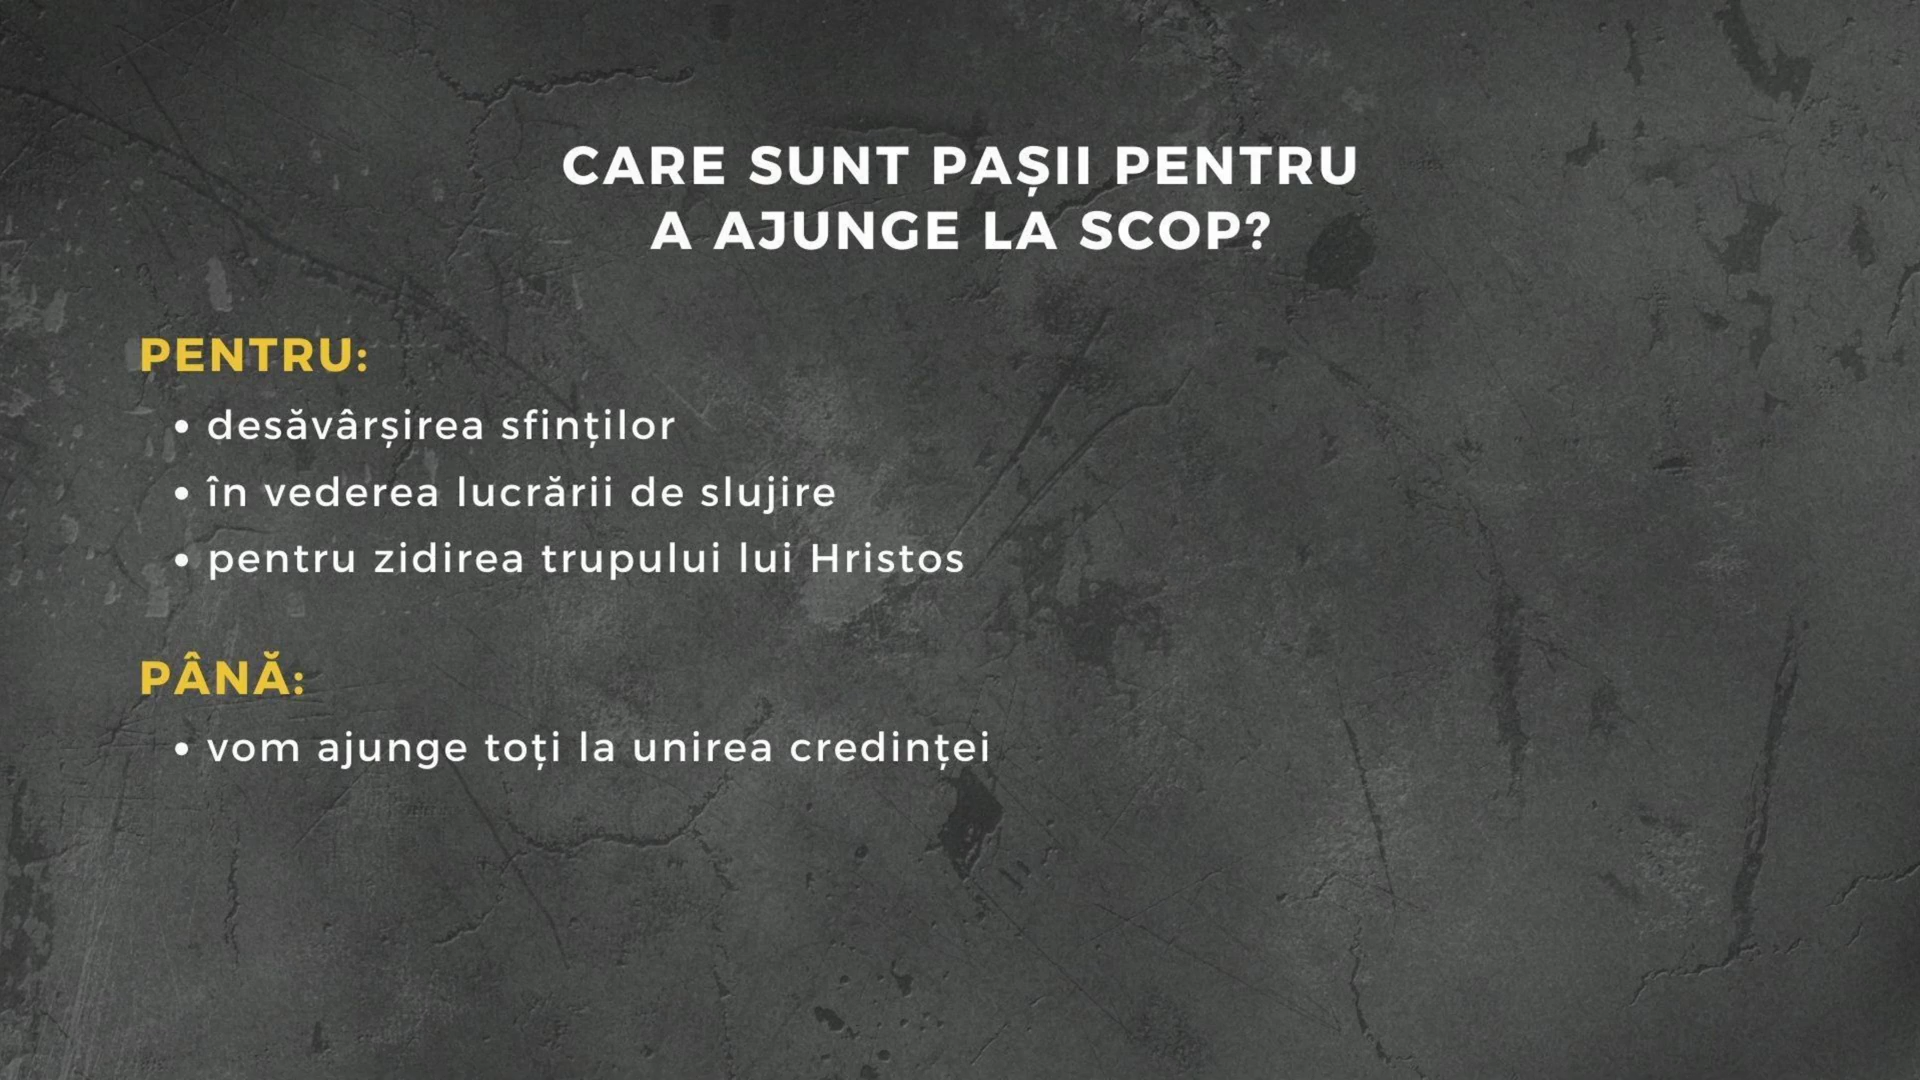 CARE SUNT PAȘII PENTRU
A AJUNGE LA SCOP?
PENTRU:
• desăvârșirea sfinților
• în vederea lucrării de slujire
• pentru zidirea trupului lui Hristos
PÂNĂ:
• vom ajunge toți la unirea credinței